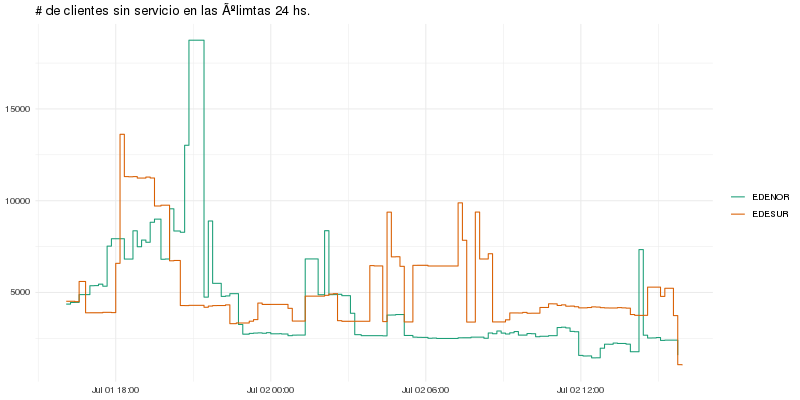 # de clientes sin servicio en las Ãºlimtas 24 hs.
15000
10000
5000
Jul 01 18:00
Jul 02 00:00
Jul 02 06:00
Jul 02 12:00
EDENOR
EDESUR